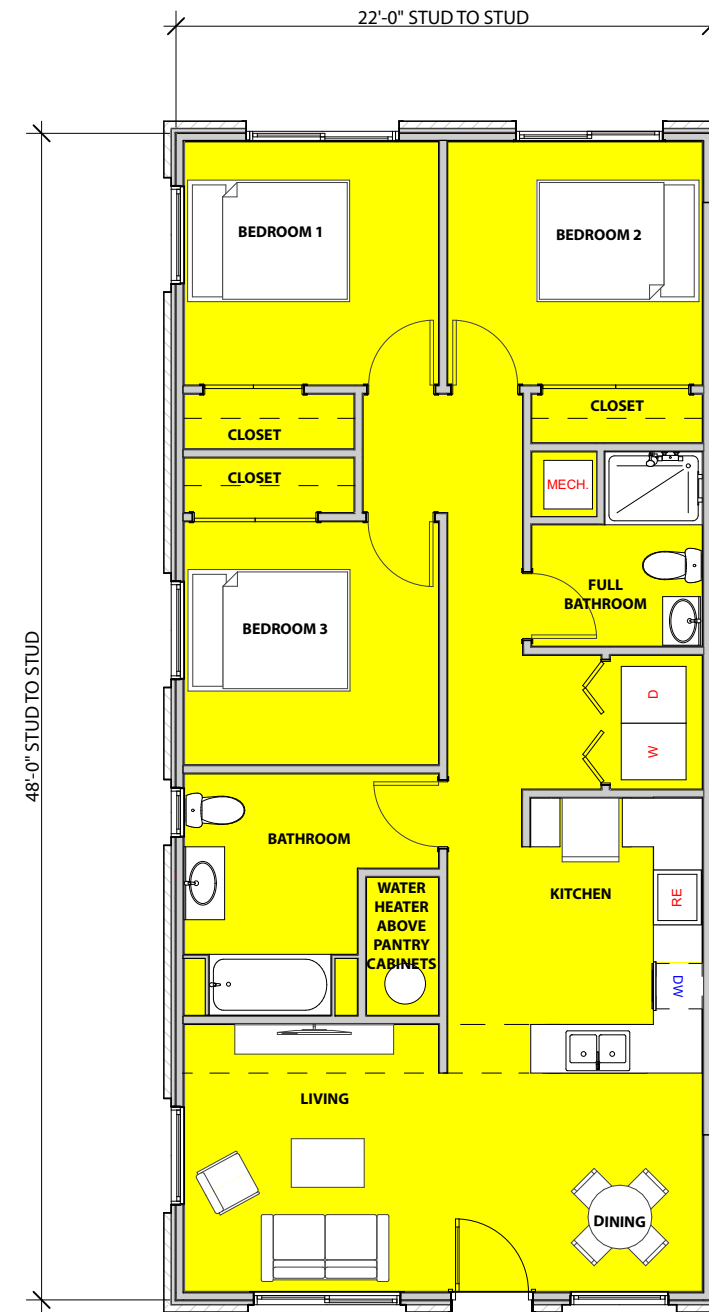 22'-0" STUD TO STUD
48'-0" STUD TO STUD
BEDROOM 1
BEDROOM 2
CLOSET
CLOSET
CLOSET
MECH.
FULL
BATHROOM
BEDROOM 3
D
W
BATHROOM
KITCHEN
WATER
HEATER
ABOVE
PANTRY
CABINETS
RE
DW
LIVING
DINING